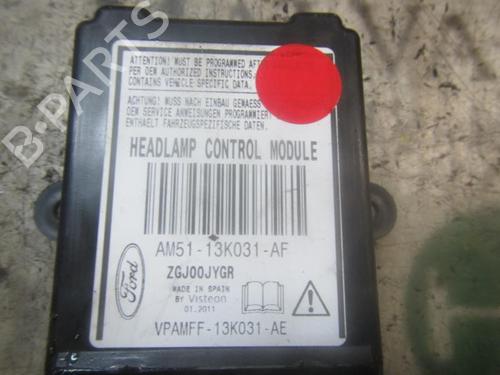 ATTENTION! MUST BE PROGRAMMED AFT
PER OEM AUTHORIZED INSTRUCTIONS.
CONTAINS VEHICLE SPECIFIC DATA.
ACHTUNG! MUSS NACH EINBAU GEMAESS
OEM SERVICE ANWEISUNGEN PROGRAMMIERT
ENTHAELT FAHRZEUGSPEZIFISCHE DATEN.
HEADLAMP CONTROL MODULE
AM51-13K031-AF
ZGJ00JYGR
Ford
MADE IN SPAIN
BY Visteon
01.2011
VPAMFF-13K031-AE
B-PARTS